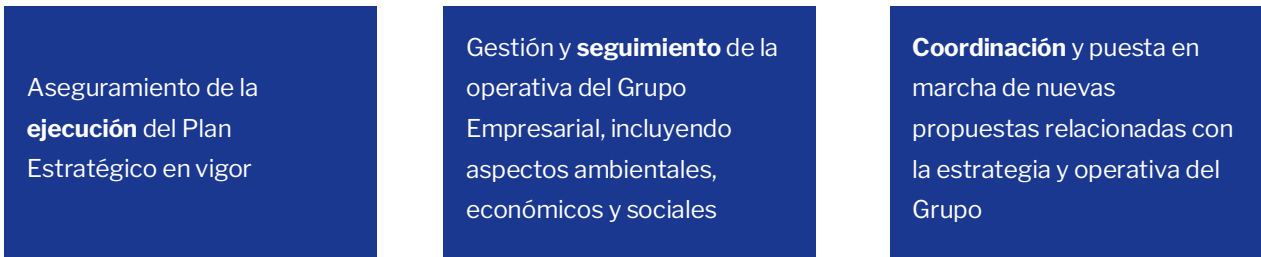 Aseguramiento de la
ejecución del Plan
Estratégico en vigor
Gestión y seguimiento de la
operativa del Grupo
Empresarial, incluyendo
aspectos ambientales,
económicos y sociales
Coordinación y puesta en
marcha de nuevas
propuestas relacionadas con
la estrategia y operativa del
Grupo